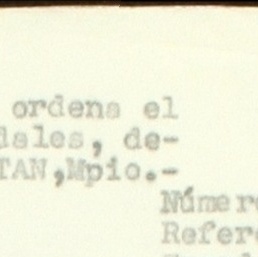 ordena el
dales, de-
TAN,Mpio.-
Número
Refere